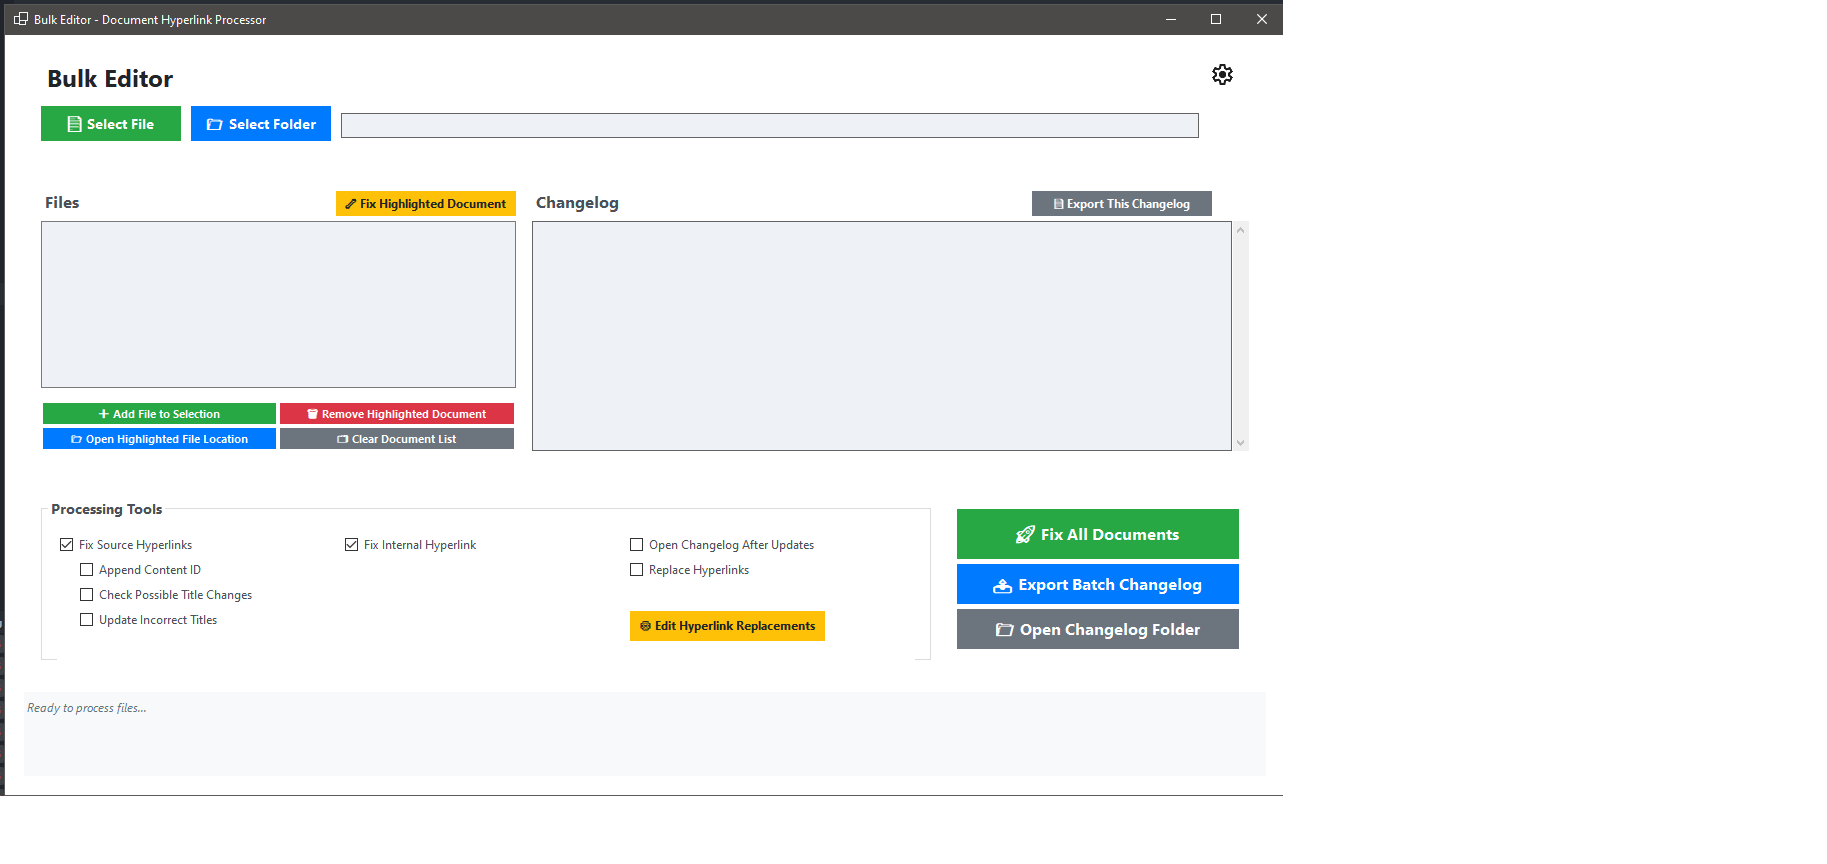 Bulk Editor - Document Hyperlink Processor
Bulk Editor
Select File
Select Folder
Files
Fix Highlighted Document
Changelog
Export This Changelog
Add File to Selection
Remove Highlighted Document
Open Highlighted File Location
Clear Document List
Processing Tools
Fix Source Hyperlinks
Append Content ID
Check Possible Title Changes
Update Incorrect Titles
Fix Internal Hyperlink
Open Changelog After Updates
Replace Hyperlinks
Edit Hyperlink Replacements
Fix All Documents
Export Batch Changelog
Open Changelog Folder
Ready to process files...